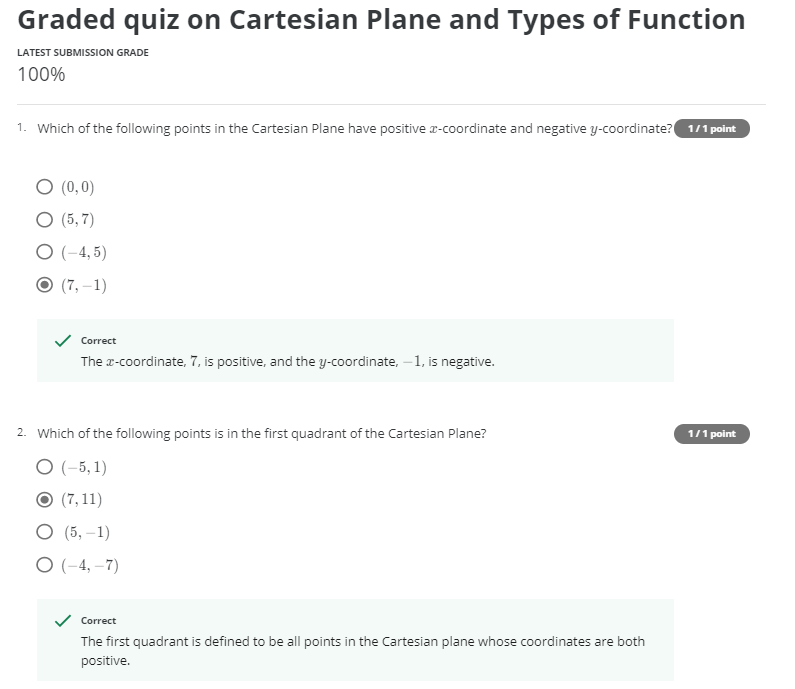 Graded quiz on Cartesian Plane and Types of Function
LATEST SUBMISSION GRADE
100%
1. Which of the following points in the Cartesian Plane have positive x-coordinate and negative y-coordinate? 1 / 1 point
(0, 0)
(5, 7)
(−4, 5)
(7, −1)
Correct
The x-coordinate, 7, is positive, and the y-coordinate, −1, is negative.
2. Which of the following points is in the first quadrant of the Cartesian Plane? 1 / 1 point
(−5, 1)
(7, 11)
(5, −1)
(−4, −7)
Correct
The first quadrant is defined to be all points in the Cartesian plane whose coordinates are both
positive.